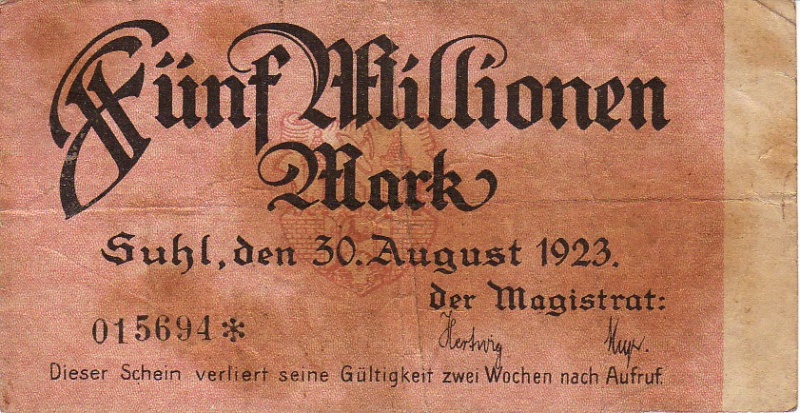 Fünf Millionen
Mark
Suhl, den 30. August 1923.
der Magistrat:
015694*
Hertwig
Dieser Schein verliert seine Gültigkeit zwei Wochen nach Aufruf.